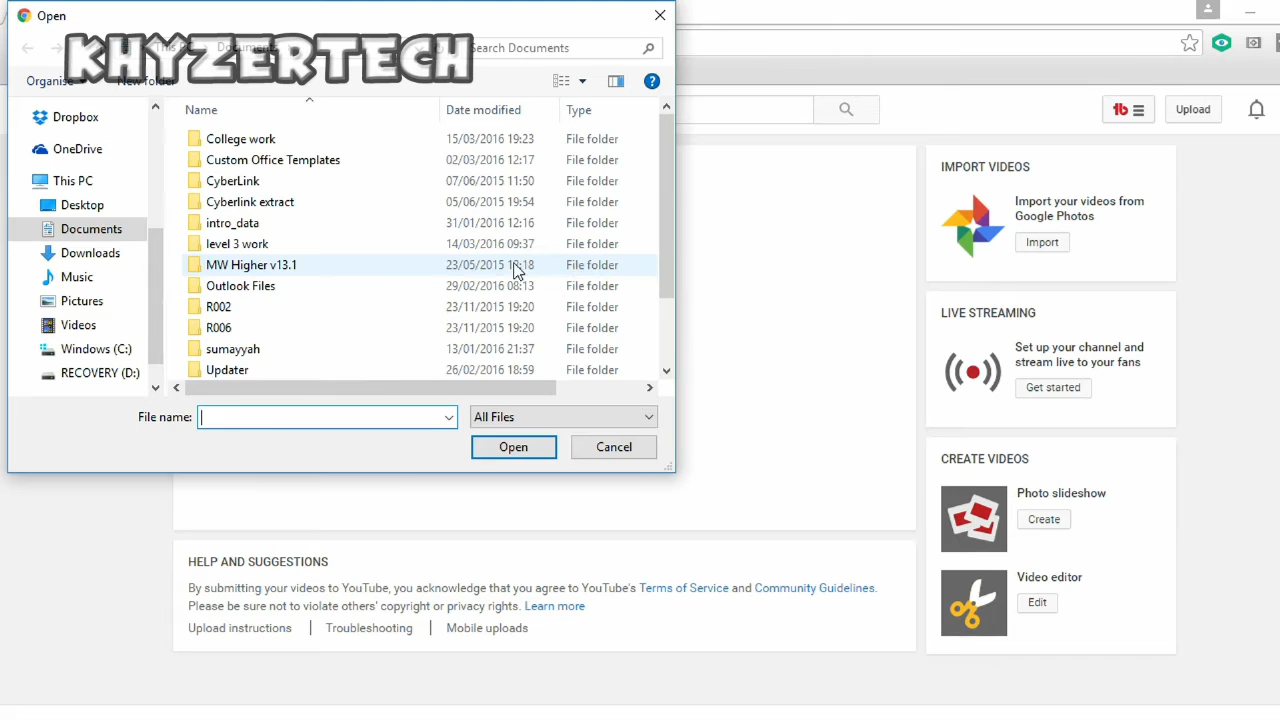 Open
KHYZERTECH
This PC
Documents
Search Documents
Organise
New folder
Name
Date modified
Type
Dropbox
OneDrive
This PC
Desktop
Documents
Downloads
Music
Pictures
Videos
Windows (C:)
RECOVERY (D:)
College work 15/03/2016 19:23 File folder
Custom Office Templates 02/03/2016 12:17 File folder
CyberLink 07/06/2015 11:50 File folder
Cyberlink extract 05/06/2015 19:54 File folder
intro_data 31/01/2016 12:16 File folder
level 3 work 14/03/2016 09:37 File folder
MW Higher v13.1 23/05/2015 File folder
Outlook Files 29/02/2016 08:13 File folder
R002 23/11/2015 19:20 File folder
R006 23/11/2015 19:20 File folder
sumayyah 13/01/2016 21:37 File folder
Updater 26/02/2016 18:59 File folder
File name:
All Files
Open
Cancel
Upload
IMPORT VIDEOS
Import your videos from
Google Photos
Import
LIVE STREAMING
Set up your channel and
stream live to your fans
Get started
CREATE VIDEOS
Photo slideshow
Create
Video editor
Edit
HELP AND SUGGESTIONS
By submitting your videos to YouTube, you acknowledge that you agree to YouTube's Terms of Service and Community Guidelines.
Please be sure not to violate others' copyright or privacy rights. Learn more
Upload instructions | Troubleshooting | Mobile uploads